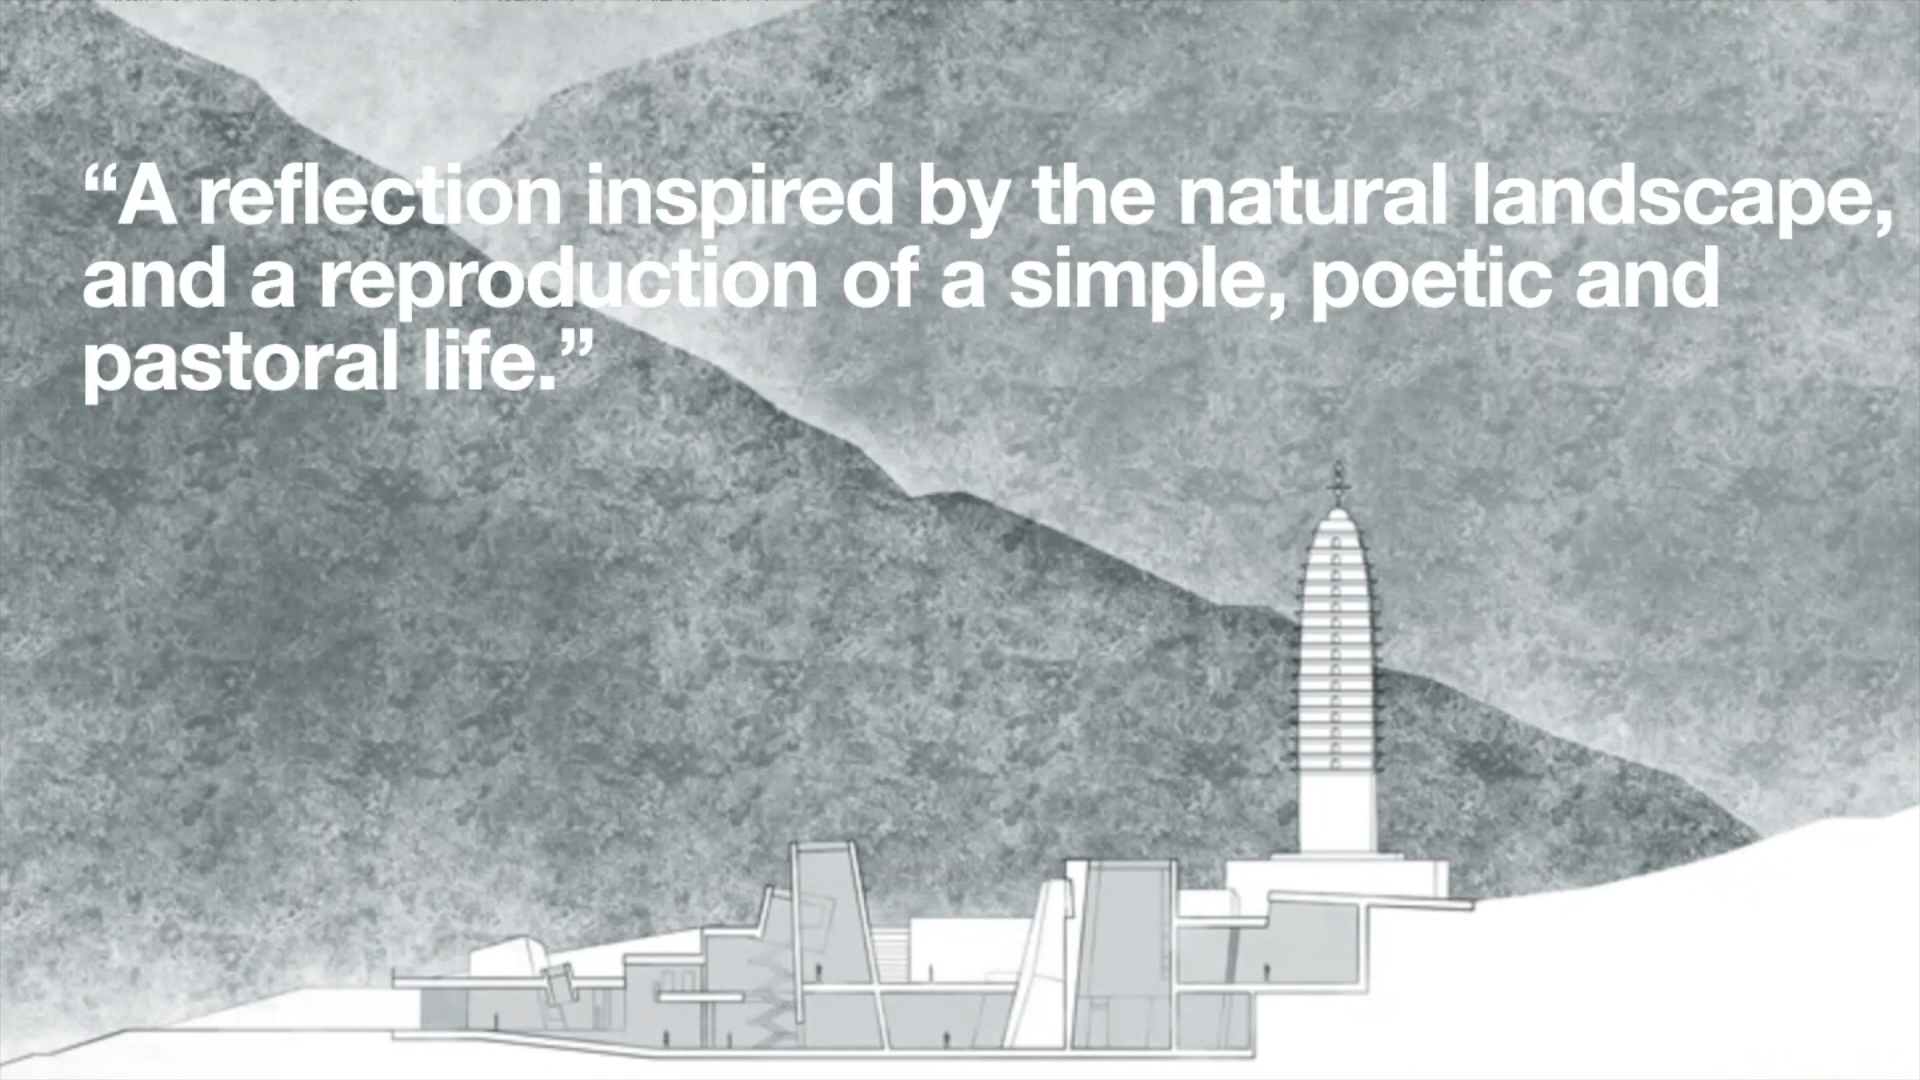 “A reflection inspired by the natural landscape,
and a reproduction of a simple, poetic and
pastoral life.”